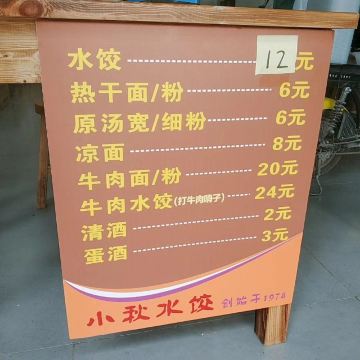 水饺------------12元
热干面/粉------------6元
原汤宽/细粉------------6元
凉面------------8元
牛肉面/粉------------20元
牛肉水饺(打牛肉哨子)------------24元
清酒------------2元
蛋酒------------3元
小秋水饺 创始于1978